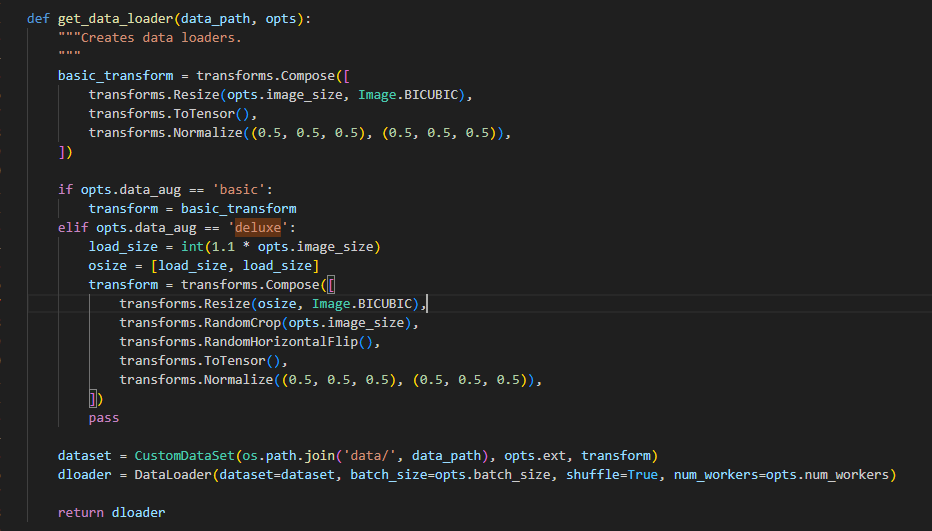 def get_data_loader(data_path, opts):
    """Creates data loaders.
    """
    basic_transform = transforms.Compose([
        transforms.Resize(opts.image_size, Image.BICUBIC),
        transforms.ToTensor(),
        transforms.Normalize((0.5, 0.5, 0.5), (0.5, 0.5, 0.5)),
    ])

    if opts.data_aug == 'basic':
        transform = basic_transform
    elif opts.data_aug == 'deluxe':
        load_size = int(1.1 * opts.image_size)
        osize = [load_size, load_size]
        transform = transforms.Compose([
            transforms.Resize(osize, Image.BICUBIC),
            transforms.RandomCrop(opts.image_size),
            transforms.RandomHorizontalFlip(),
            transforms.ToTensor(),
            transforms.Normalize((0.5, 0.5, 0.5), (0.5, 0.5, 0.5)),
        ])
        pass

    dataset = CustomDataSet(os.path.join('data/', data_path), opts.ext, transform)
    dloader = DataLoader(dataset=dataset, batch_size=opts.batch_size, shuffle=True, num_workers=opts.num_workers)

    return dloader